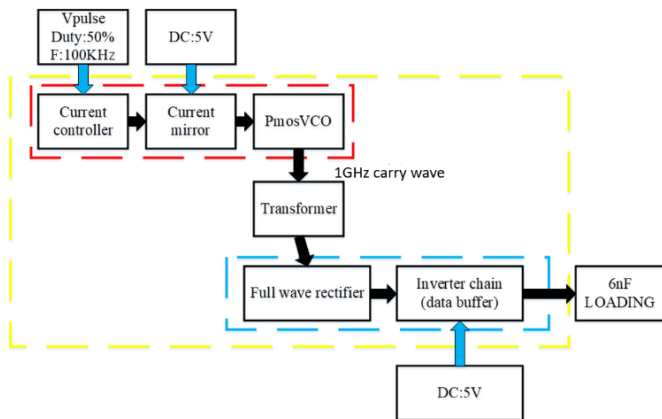 Vpulse
Duty:50%
F:100KHz
DC:5V
Current
controller
Current
mirror
PmosVCO
1GHz carry wave
Transformer
Full wave rectifier
Inverter chain
(data buffer)
6nF
LOADING
DC:5V